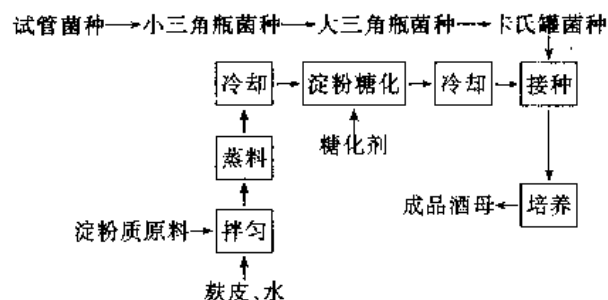 试管菌种→小三角瓶菌种→大三角瓶菌种→卡氏罐菌种
冷却→淀粉糖化→冷却→接种
糖化剂
蒸料
成品酒母←培养
淀粉质原料→拌匀
麸皮、水